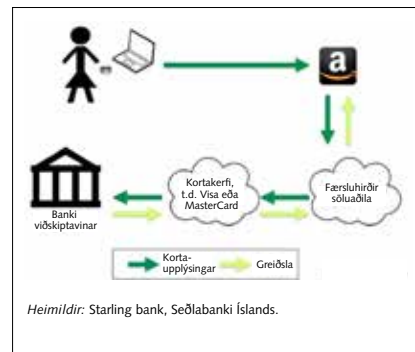 a
Kortakerfi,
t.d. Visa eða
MasterCard
Færsluhirðir
söluaðila
Banki
viðskiptavinar
Korta-
upplýsingar
Greiðsla
Heimildir: Starling bank, Seðlabanki Íslands.